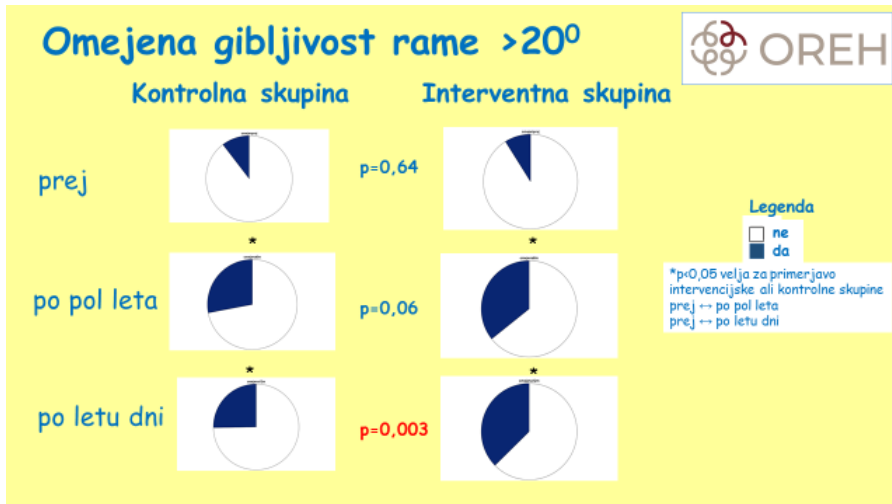 Omejena gibljivost rame >20⁰
OREH
Kontrolna skupina
Interventna skupina
prej
p=0,64
Legenda
ne
da
*p<0,05 velja za primerjavo
intervencijske ali kontrolne skupine
prej ↔ po pol leta
prej ↔ po letu dni
*
*
po pol leta
p=0,06
*
*
po letu dni
p=0,003